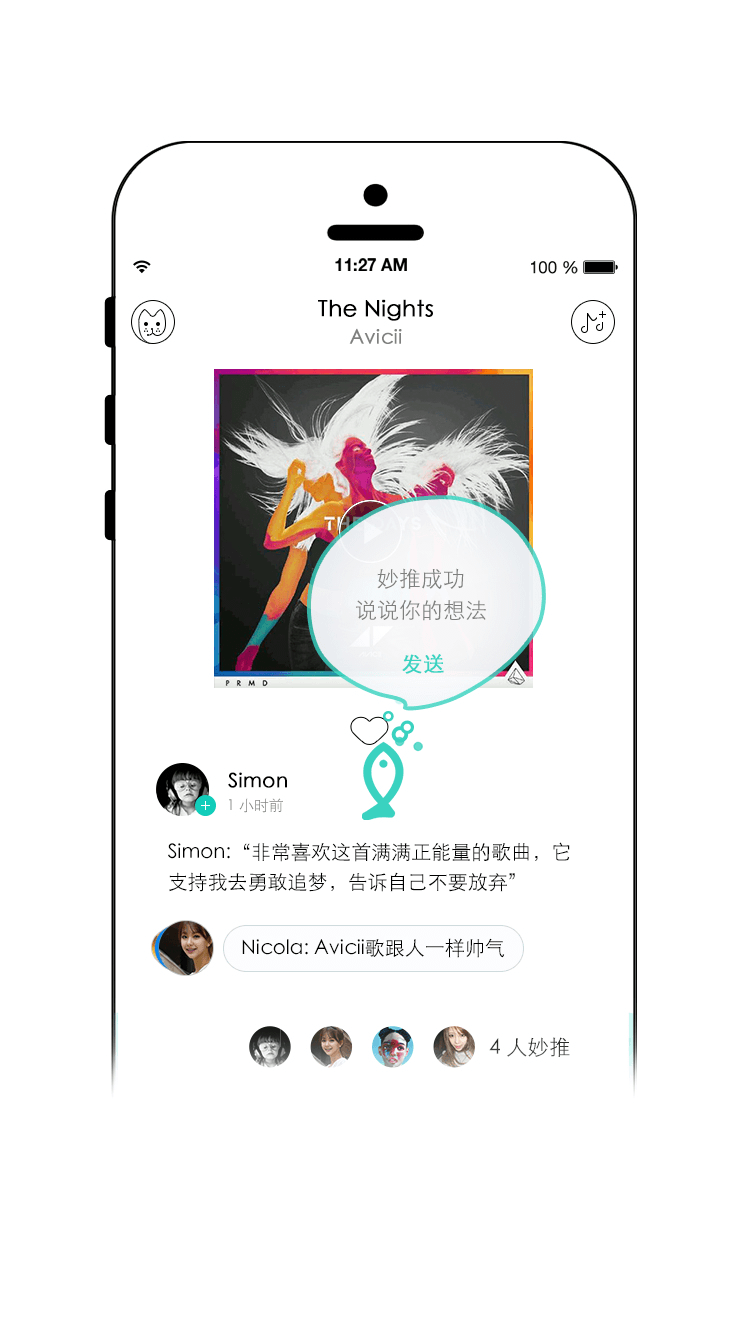 11:27 AM
100 %
The Nights
Avicii
妙推成功
说说你的想法
发送
PRMD
Simon
1 小时前
Simon: “非常喜欢这首满满正能量的歌曲，它
支持我去勇敢追梦，告诉自己不要放弃”
Nicola: Avicii歌跟人一样帅气
4 人妙推